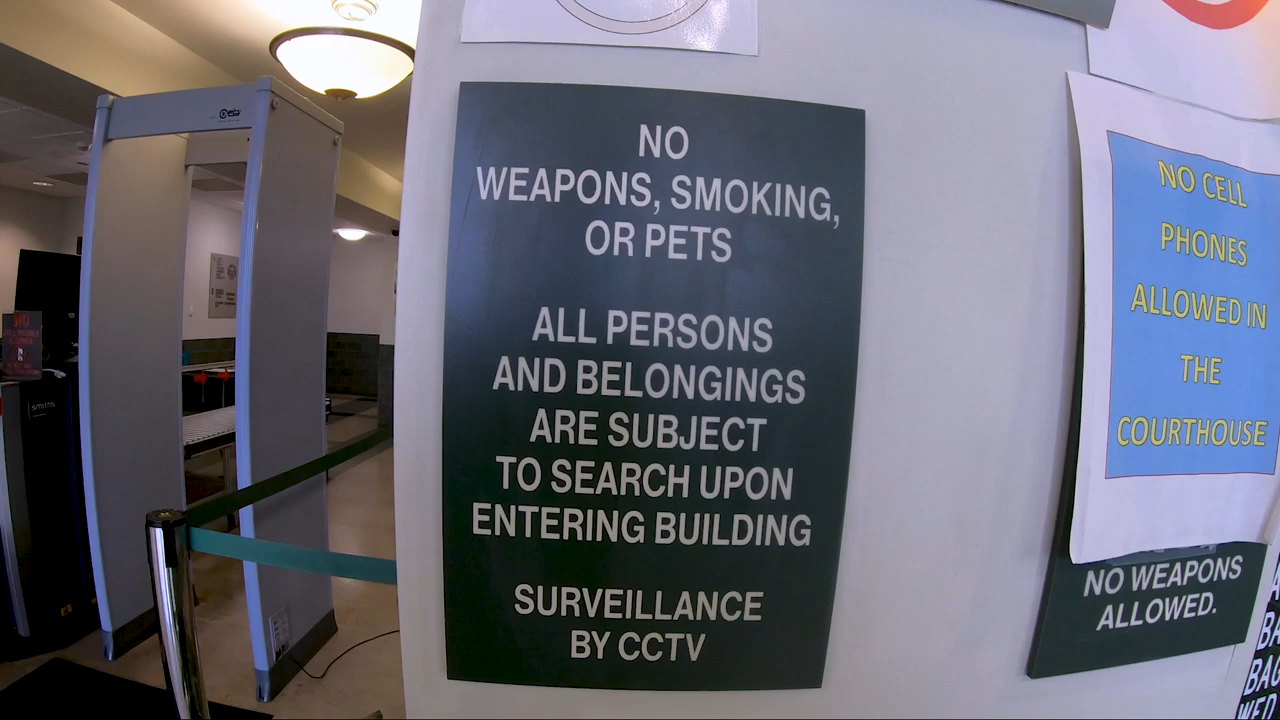 NO
WEAPONS, SMOKING,
OR PETS
ALL PERSONS
AND BELONGINGS
ARE SUBJECT
TO SEARCH UPON
ENTERING BUILDING
SURVEILLANCE
BY CCTV
NO CELL
PHONES
ALLOWED IN
THE
COURTHOUSE
NO WEAPONS
ALLOWED.
smiths
NO